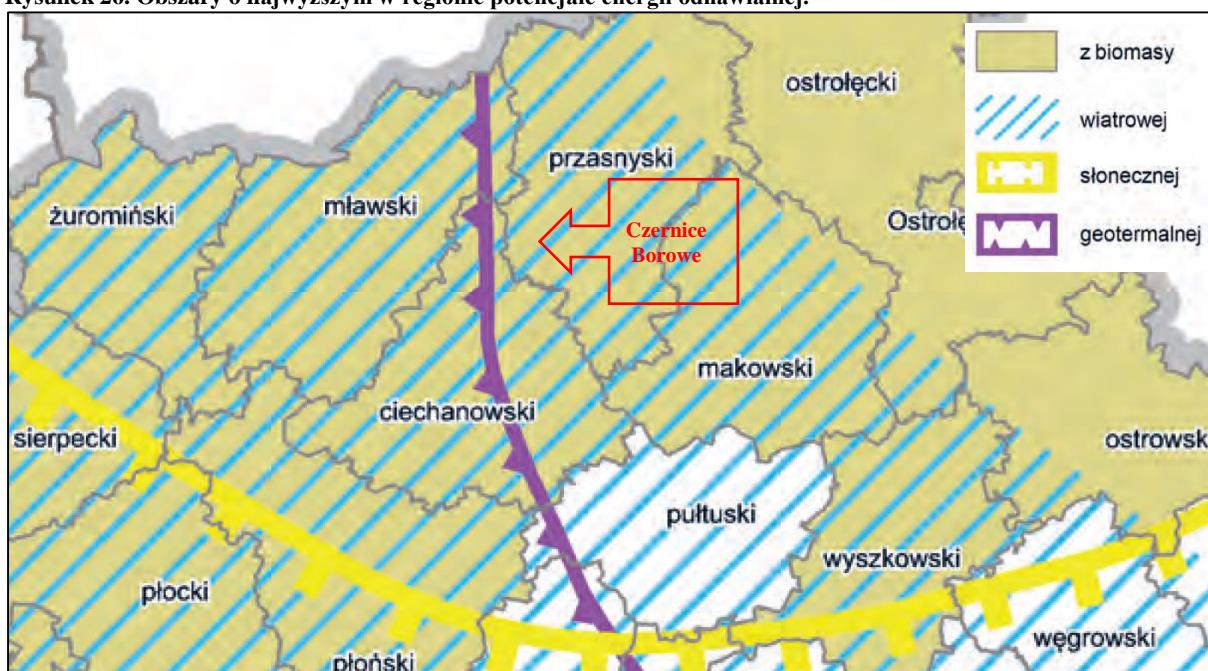 Rysunek 26. Obszary o najwyższym w regionie potencjale energii odnawialnej.
ostrołęcki
z biomasy
wiatrowej
przasnyski
słonecznej
żuromiński
mławski
Czernice
Borowe
geotermalnej
makowski
ciechanowski
sierpecki
pułtuski
wyszkowski
płocki
węgrowski
płoński